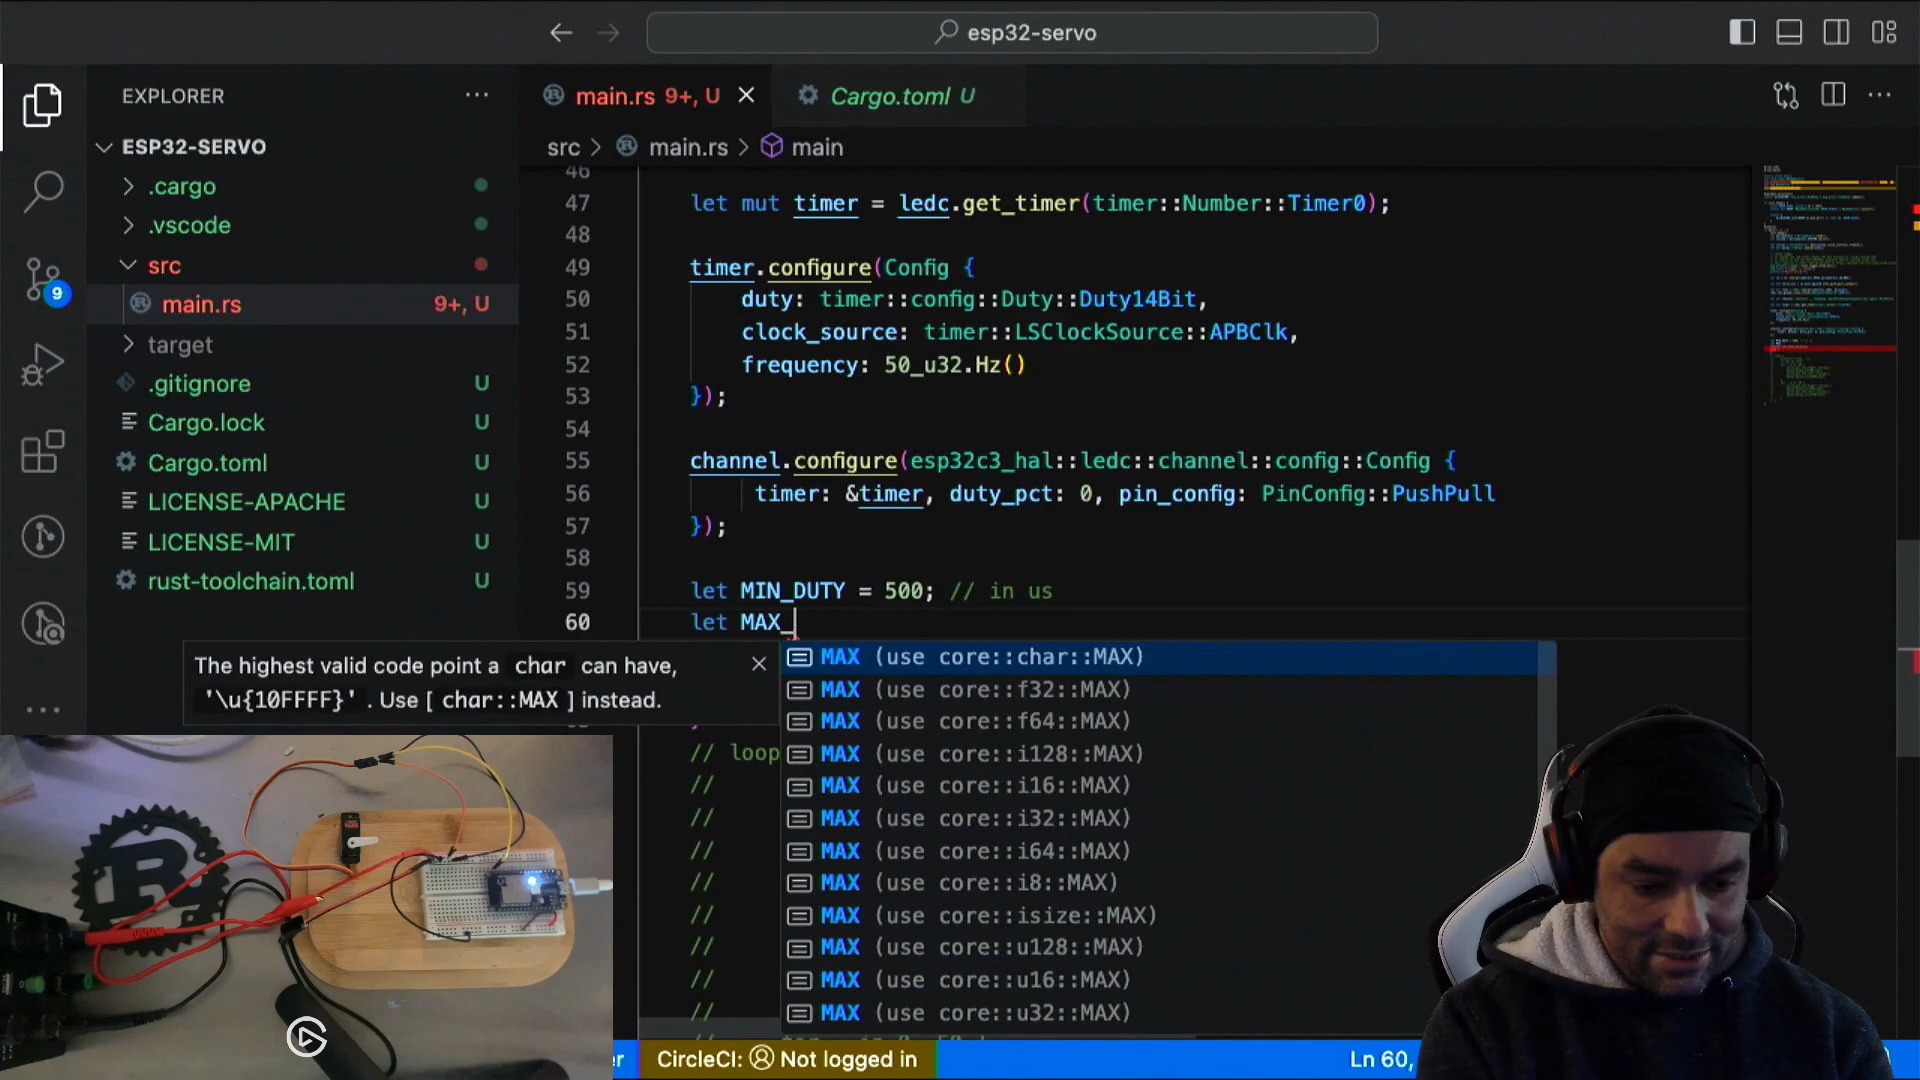 esp32-servo
EXPLORER
ESP32-SERVO
.cargo
.vscode
src
main.rs 9+, U
target
.gitignore U
Cargo.lock U
Cargo.toml U
LICENSE-APACHE U
LICENSE-MIT U
rust-toolchain.toml U
9
main.rs 9+, U
Cargo.toml U
src > main.rs > main
46
47 let mut timer = ledc.get_timer(timer::Number::Timer0);
48
49 timer.configure(Config {
50 duty: timer::config::Duty::Duty14Bit,
51 clock_source: timer::LSClockSource::APBClk,
52 frequency: 50_u32.Hz()
53 });
54
55 channel.configure(esp32c3_hal::ledc::channel::config::Config {
56 timer: &timer, duty_pct: 0, pin_config: PinConfig::PushPull
57 });
58
59 let MIN_DUTY = 500; // in us
60 let MAX_
The highest valid code point a char can have,
'\u{10FFFF}' . Use [ char::MAX ] instead.
MAX (use core::char::MAX)
MAX (use core::f32::MAX)
MAX (use core::f64::MAX)
MAX (use core::i128::MAX)
MAX (use core::i16::MAX)
MAX (use core::i32::MAX)
MAX (use core::i64::MAX)
MAX (use core::i8::MAX)
MAX (use core::isize::MAX)
MAX (use core::u128::MAX)
MAX (use core::u16::MAX)
MAX (use core::u32::MAX)
// loop
//
//
//
//
//
//
//
//
CircleCI: Not logged in
Ln 60,